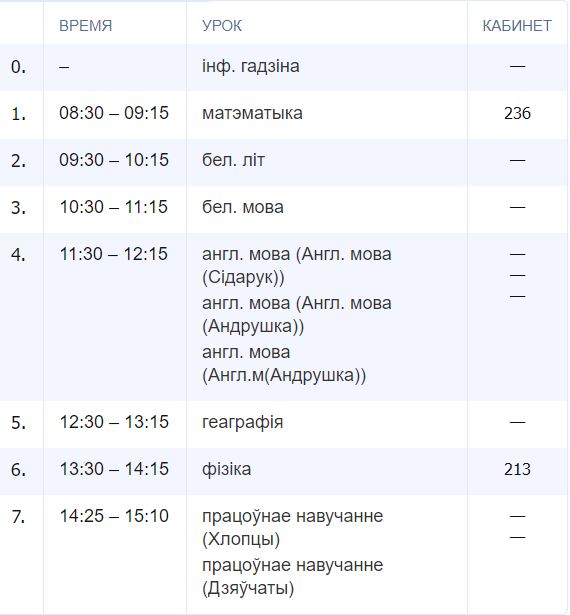 ВРЕМЯ УРОК КАБИНЕТ
0. – інф. гадзіна —
1. 08:30 – 09:15 матэматыка 236
2. 09:30 – 10:15 бел. літ —
3. 10:30 – 11:15 бел. мова —
4. 11:30 – 12:15 англ. мова (Англ. мова —
(Сідарук)) —
англ. мова (Англ. мова —
(Андрушка))
англ. мова
(Англ.м(Андрушка))
5. 12:30 – 13:15 геаграфія —
6. 13:30 – 14:15 фізіка 213
7. 14:25 – 15:10 працоўнае навучанне —
(Хлопцы) —
працоўнае навучанне
(Дзяўчаты)